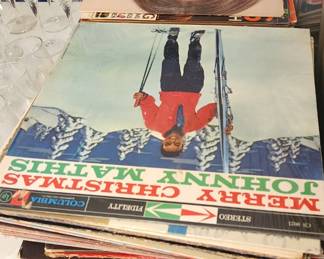 MERRY CHRISTMAS
JOHNNY MATHIS
COLUMBIA
STEREO
FIDELITY